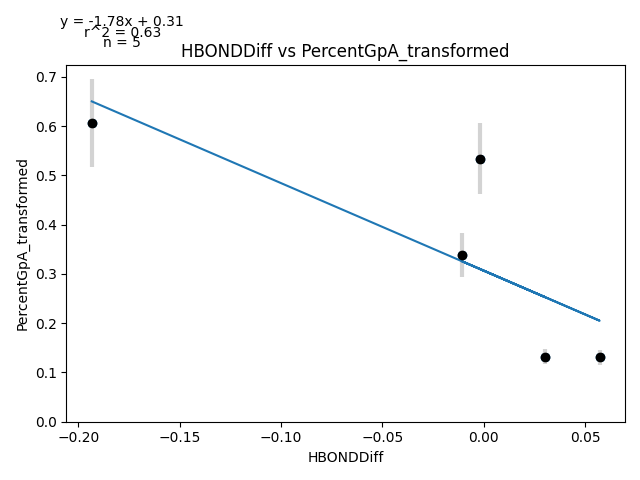 y = -1.78x + 0.31
r^2 = 0.63
n = 5
HBONDDiff vs PercentGpA_transformed
PercentGpA_transformed
0.7
0.6
0.5
0.4
0.3
0.2
0.1
0.0
−0.20
−0.15
−0.10
−0.05
0.00
0.05
HBONDDiff